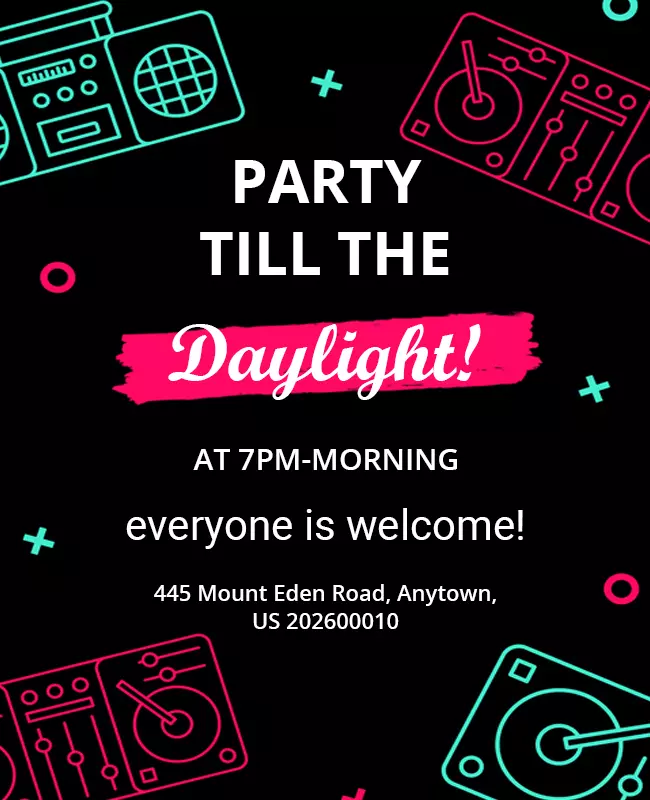 PARTY
TILL THE
Daylight!
AT 7PM-MORNING
everyone is welcome!
445 Mount Eden Road, Anytown,
US 202600010